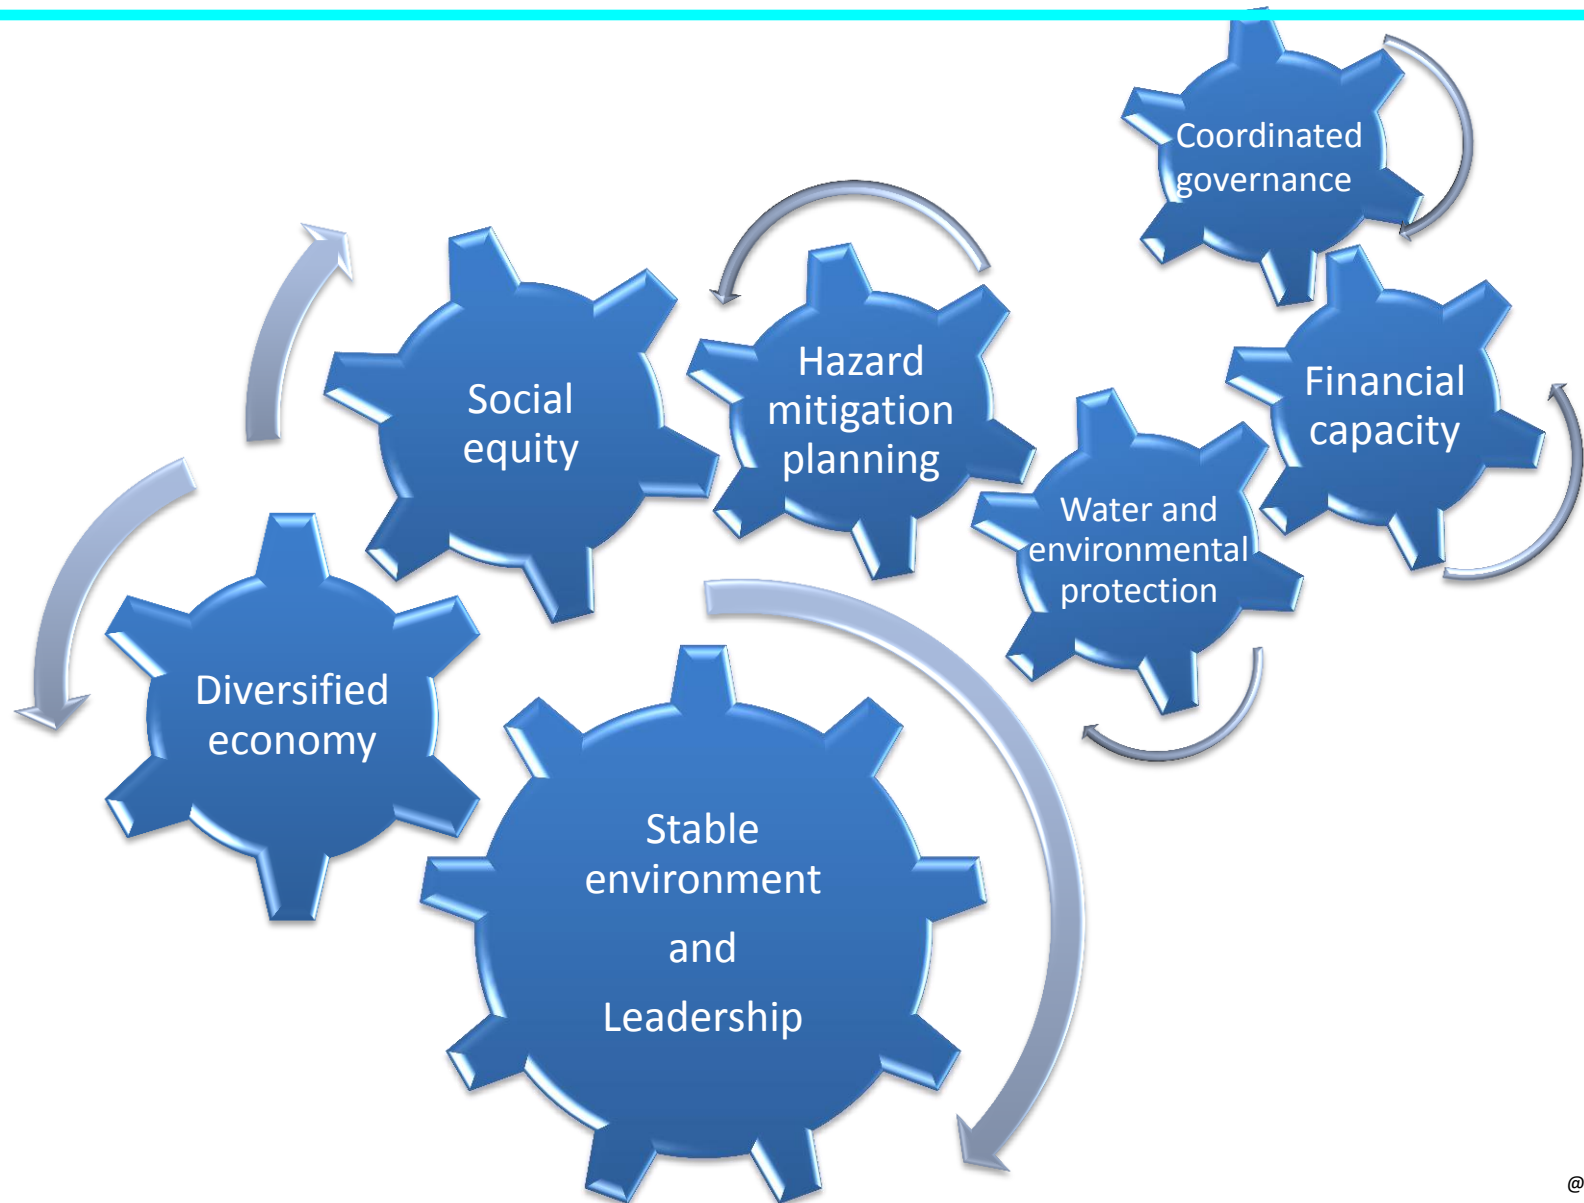 Coordinated
governance
Social
equity
Hazard
mitigation
planning
Financial
capacity
Water and
environmental
protection
Diversified
economy
Stable
environment
and
Leadership
@